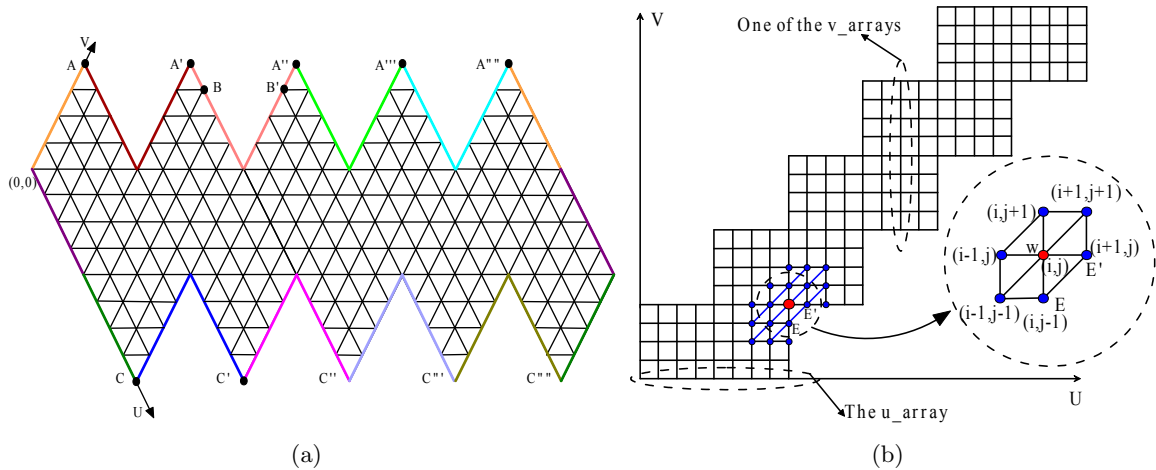 V
A
A'
A''
A'''
A""
B
B'
(0,0)
C
C'
C''
C"'
C""
U
(a)
V
One of the v_arrays
(i+1,j+1)
(i,j+1)
w
(i-1,j)
(i,j)
(i+1,j)
E'
E'
E
E
(i-1,j-1)
(i,j-1)
U
The u_array
(b)